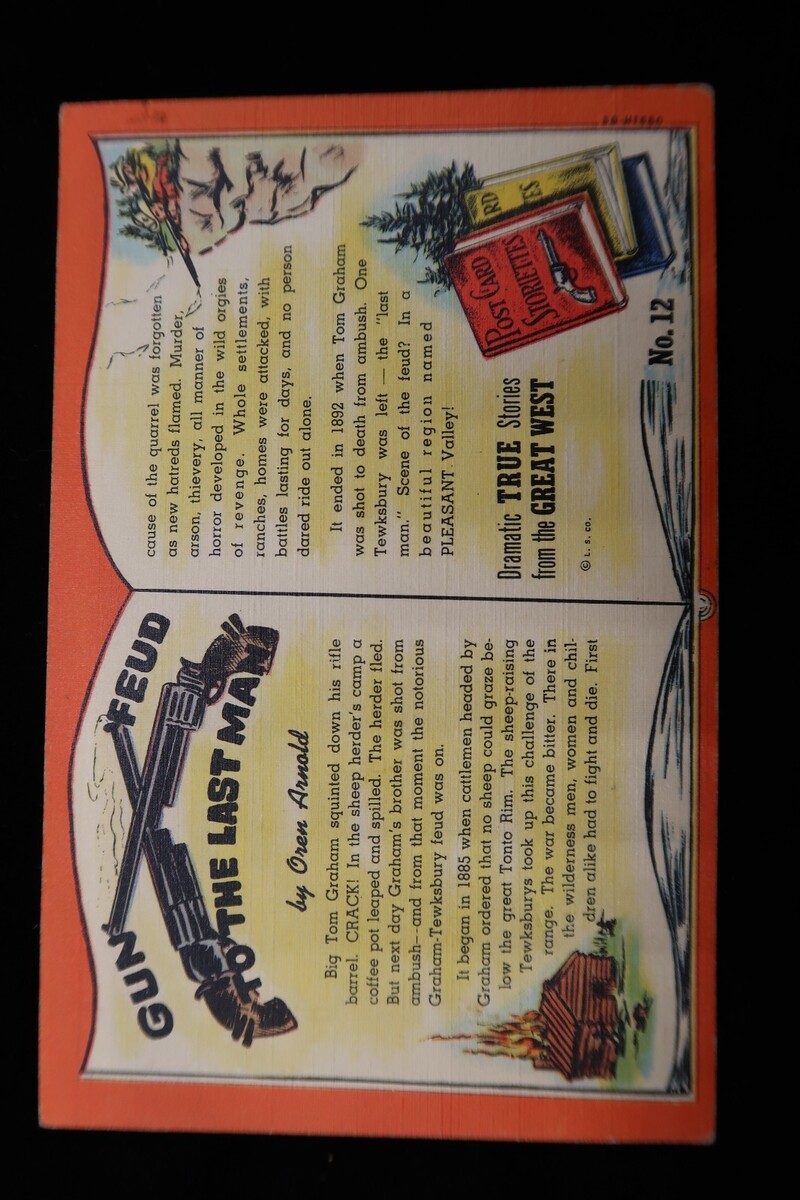 GUN FEUD
TO THE LAST MAN
by Oren Arnold
Big Tom Graham squinted down his rifle
barrel. CRACK! In the sheep herder's camp a
coffee pot leaped and spilled. The herder fled.
But next day Graham's brother was shot from
ambush—and from that moment the notorious
Graham-Tewksbury feud was on.
It began in 1885 when cattlemen headed by
Graham ordered that no sheep could graze be-
low the great Tonto Rim. The sheep-raising
Tewksburys took up this challenge of the
range. The war became bitter. There in
the wilderness men, women and chil-
dren alike had to fight and die. First
cause of the quarrel was forgotten
as new hatreds flamed. Murder,
arson, thievery, all manner of
horror developed in the wild orgies
of revenge. Whole settlements,
ranches, homes were attacked, with
battles lasting for days, and no person
dared ride out alone.
It ended in 1892 when Tom Graham
was shot to death from ambush. One
Tewksbury was left — the "last
man." Scene of the feud? In a
beautiful region named
PLEASANT Valley!
Dramatic TRUE Stories
from the GREAT WEST
© L. S. CO.
No. 12
POST CARD
STORIETTES
RD
ES